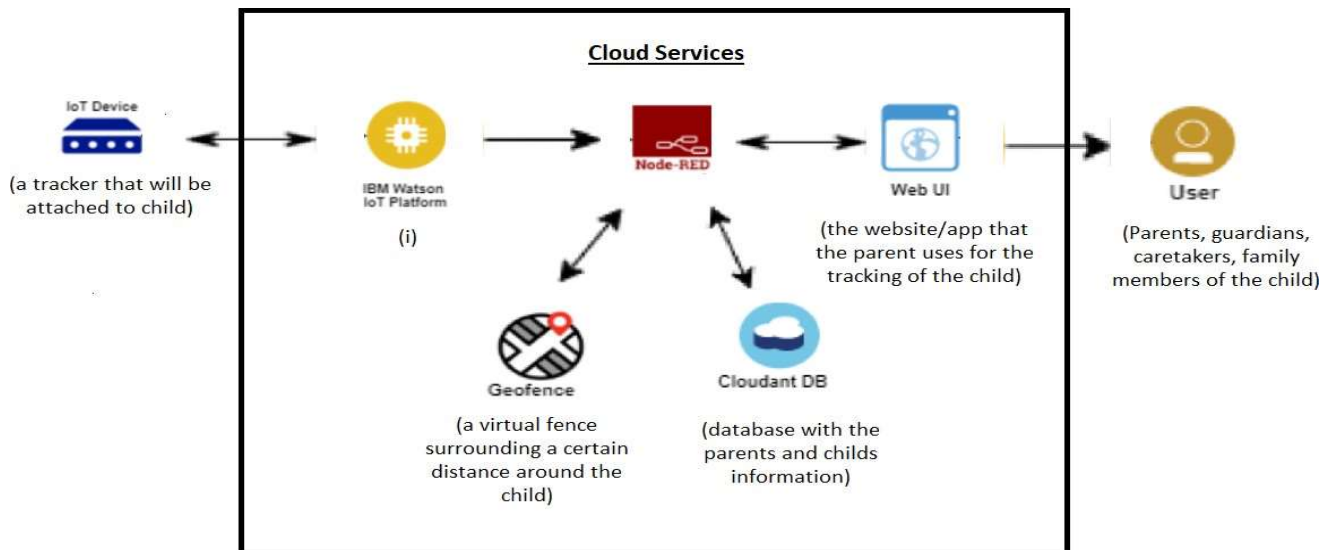 Cloud Services
IoT Device
(a tracker that will be
attached to child)
IBM Watson
IoT Platform
(i)
Node-RED
Web UI
(the website/app that
the parent uses for the
tracking of the child)
User
(Parents, guardians,
caretakers, family
members of the child)
Geofence
(a virtual fence
surrounding a certain
distance around the
child)
Cloudant DB
(database with the
parents and childs
information)